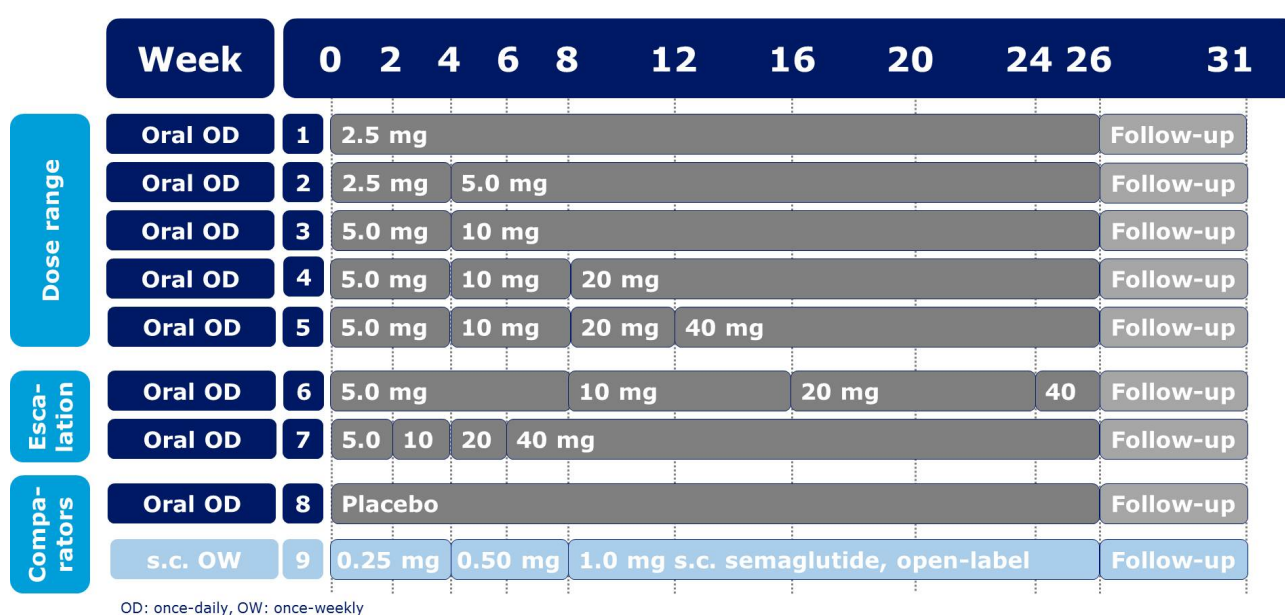 Week 0 2 4 6 8 12 16 20 24 26 31
Dose range
Oral OD 1 2.5 mg Follow-up
Oral OD 2 2.5 mg 5.0 mg Follow-up
Oral OD 3 5.0 mg 10 mg Follow-up
Oral OD 4 5.0 mg 10 mg 20 mg Follow-up
Oral OD 5 5.0 mg 10 mg 20 mg 40 mg Follow-up
Esca-
lation
Oral OD 6 5.0 mg 10 mg 20 mg 40 Follow-up
Oral OD 7 5.0 10 20 40 mg Follow-up
Compa-
rators
Oral OD 8 Placebo Follow-up
s.c. OW 9 0.25 mg 0.50 mg 1.0 mg s.c. semaglutide, open-label Follow-up
OD: once-daily, OW: once-weekly